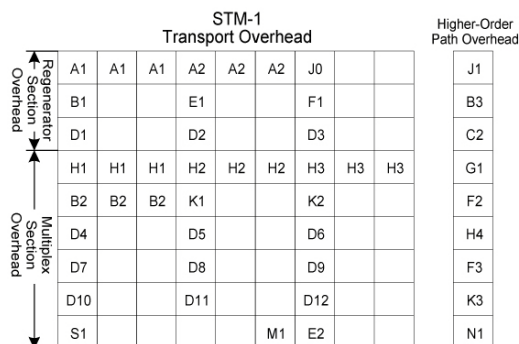 STM-1
Transport Overhead
Higher-Order
Path Overhead
Regenerator
Section
Overhead
A1 A1 A1 A2 A2 A2 J0 J1
B1 E1 F1 B3
D1 D2 D3 C2
Multiplex
Section
Overhead
H1 H1 H1 H2 H2 H2 H3 H3 H3 G1
B2 B2 B2 K1 K2 F2
D4 D5 D6 H4
D7 D8 D9 F3
D10 D11 D12 K3
S1 M1 E2 N1